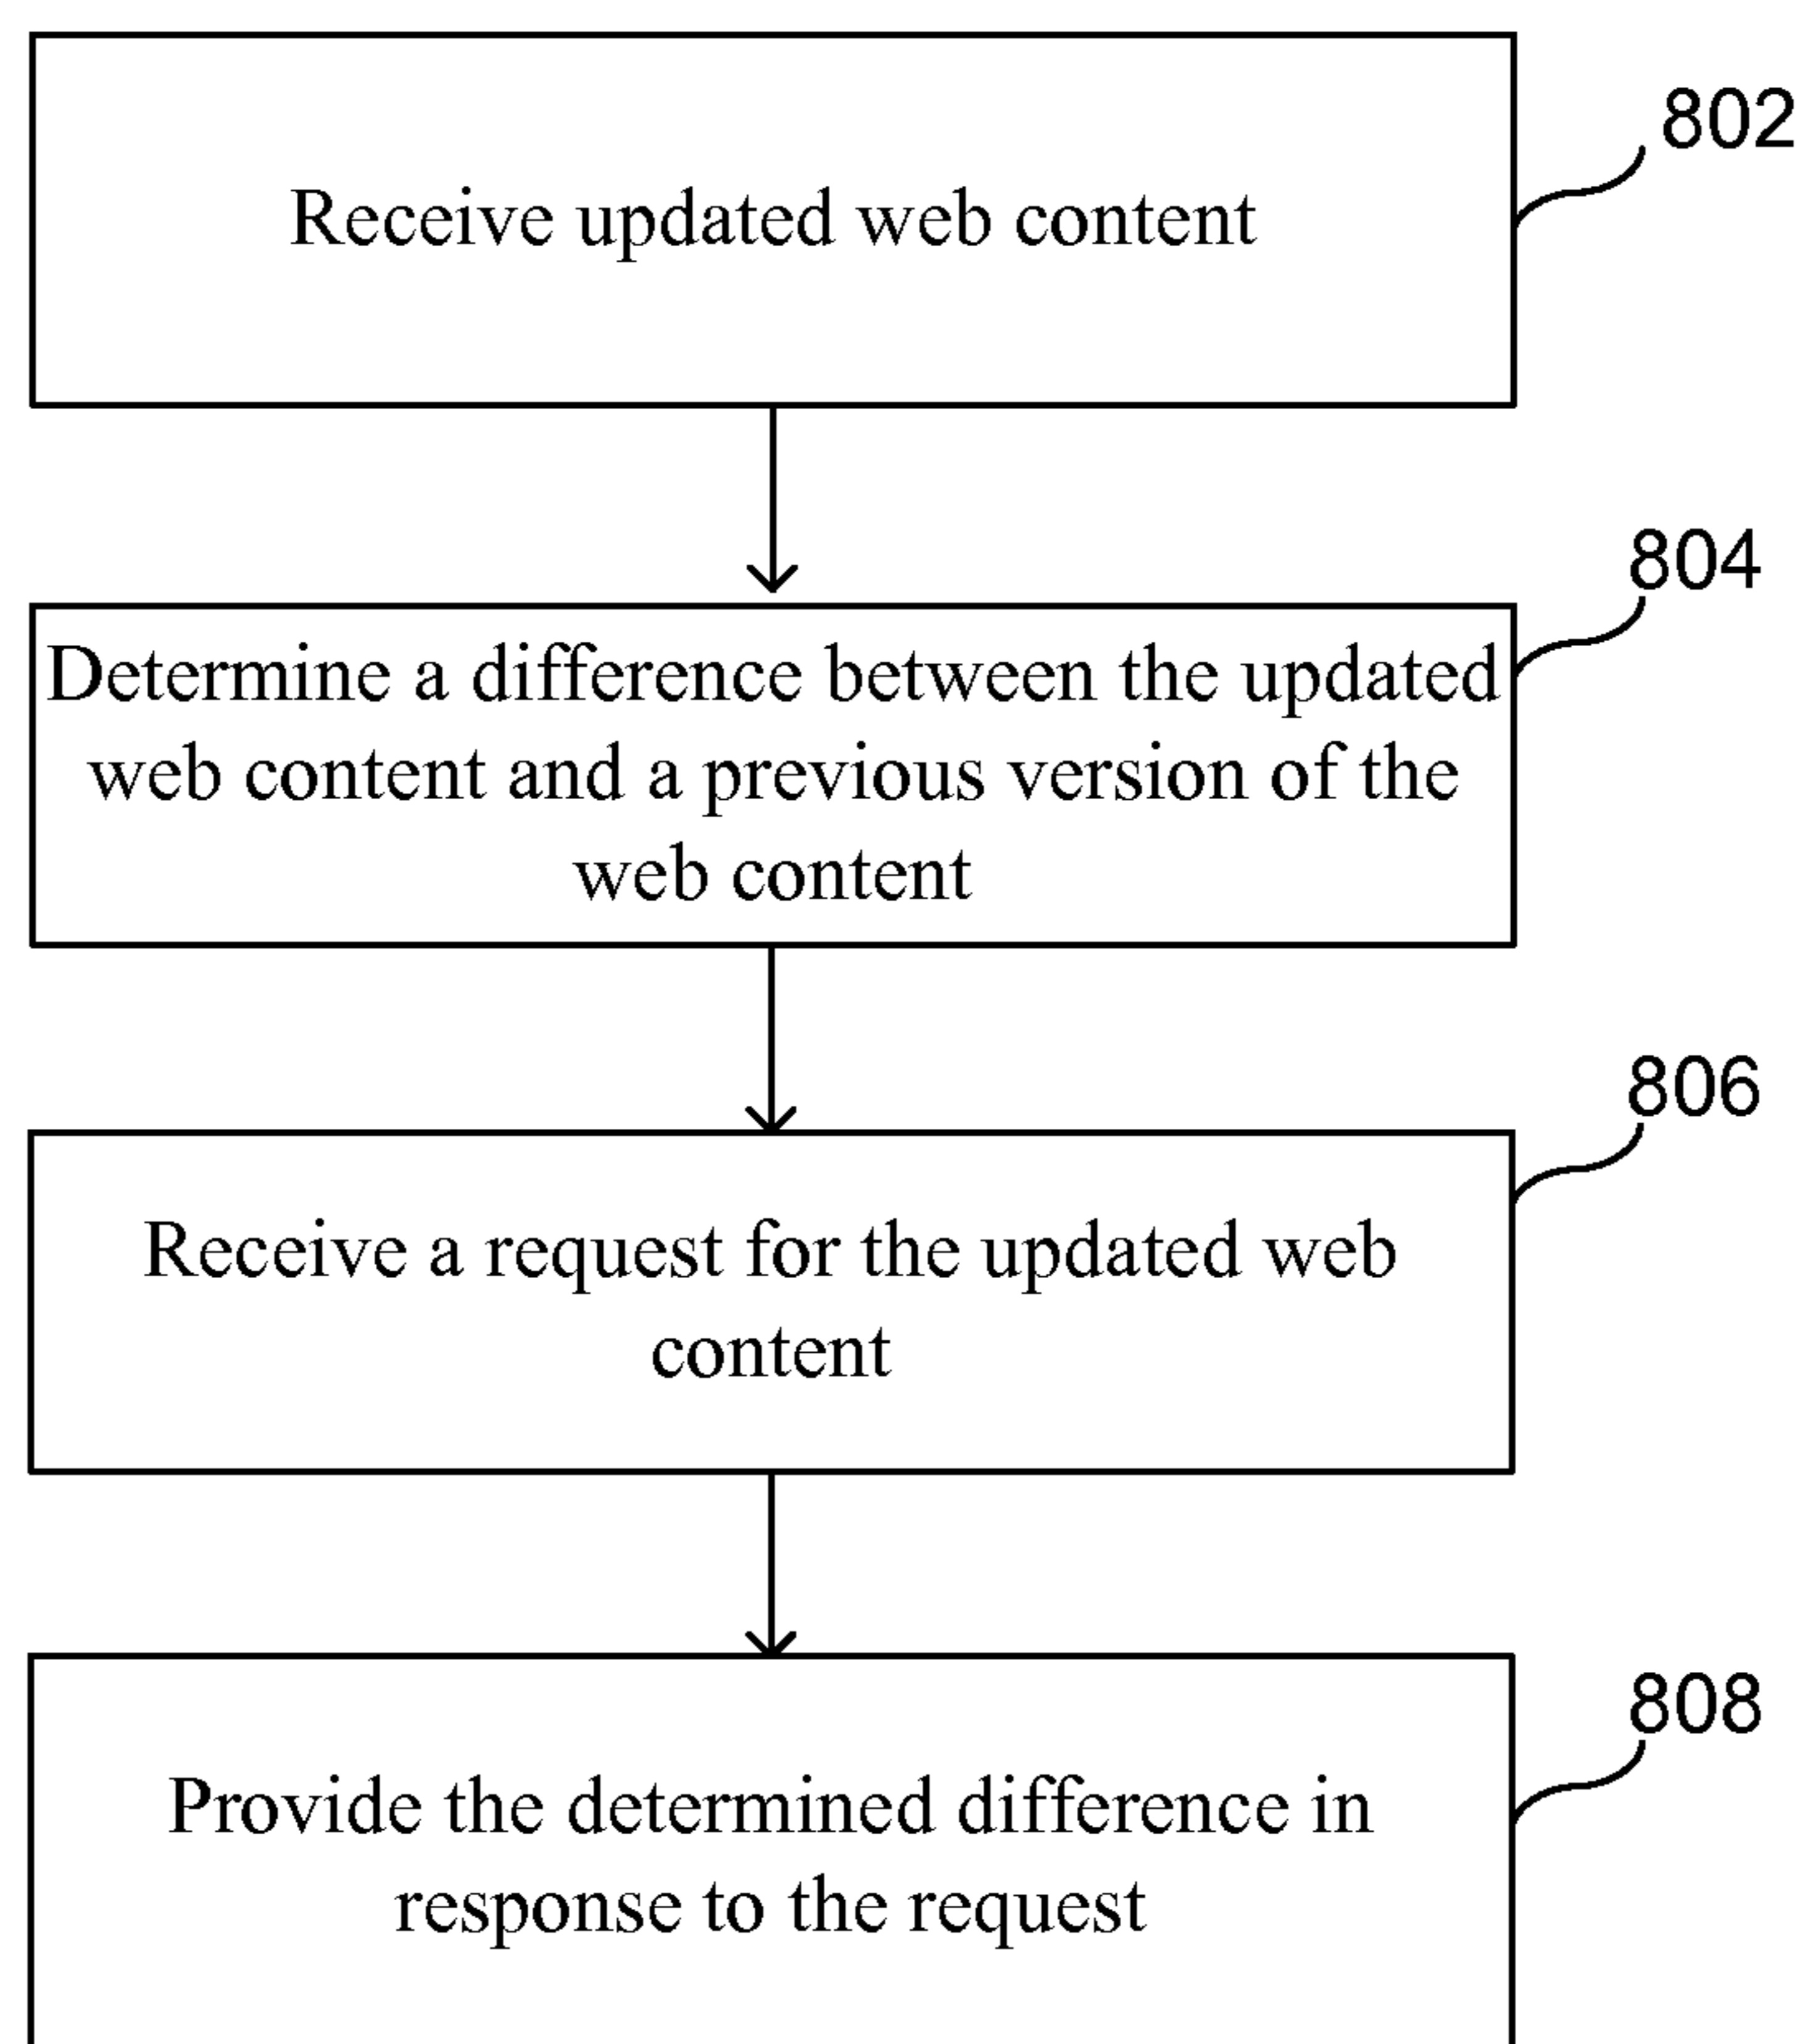 802
Receive updated web content
804
Determine a difference between the updated
web content and a previous version of the
web content
806
Receive a request for the updated web
content
808
Provide the determined difference in
response to the request